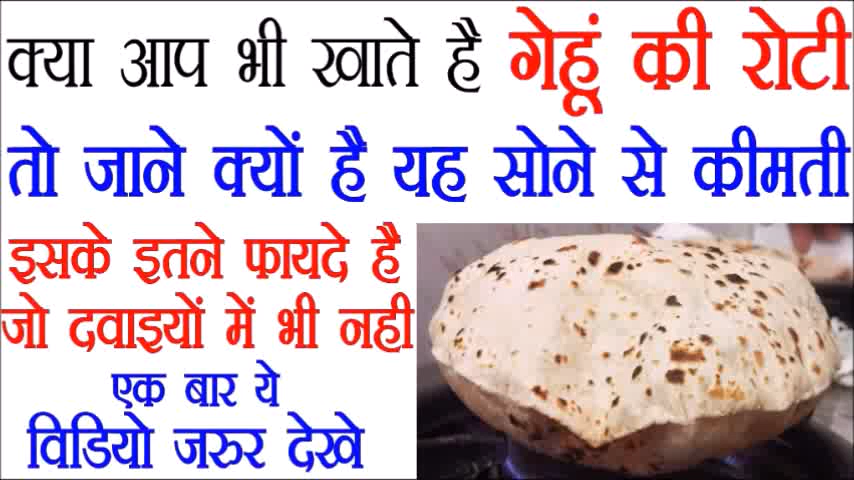 क्या आप भी खाते है गेहूं की रोटी
तो जाने क्यों है यह सोने से कीमती
इसके इतने फायदे है
जो दवाइयों में भी नही
एक बार ये
विडियो जरुर देखे